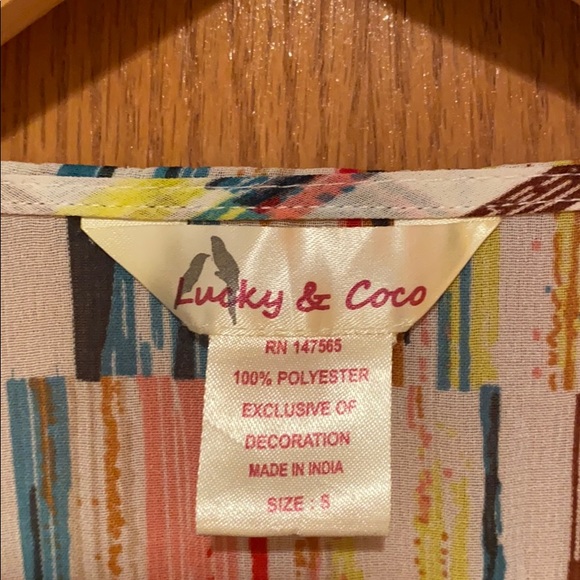 Lucky & Coco
RN 147565
100% POLYESTER
EXCLUSIVE OF
DECORATION
MADE IN INDIA
SIZE : S